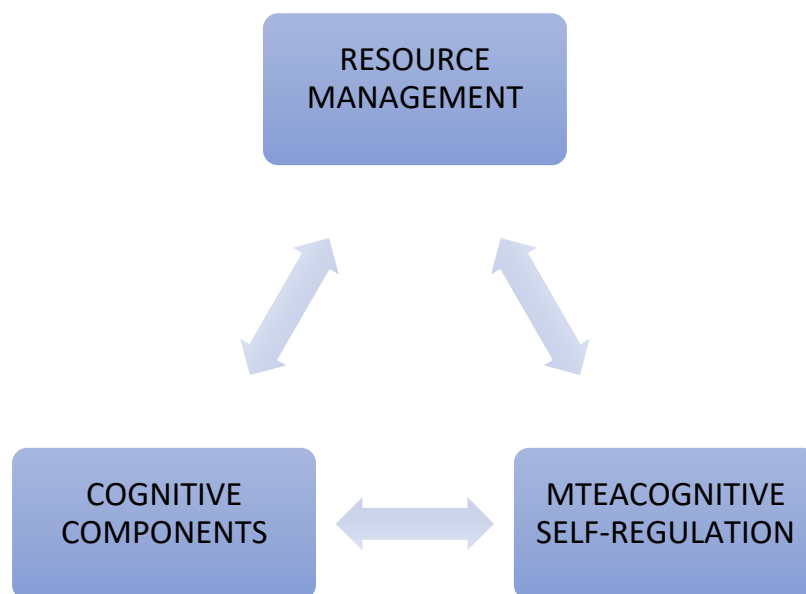 RESOURCE
MANAGEMENT
COGNITIVE
COMPONENTS
MTEACOGNITIVE
SELF-REGULATION